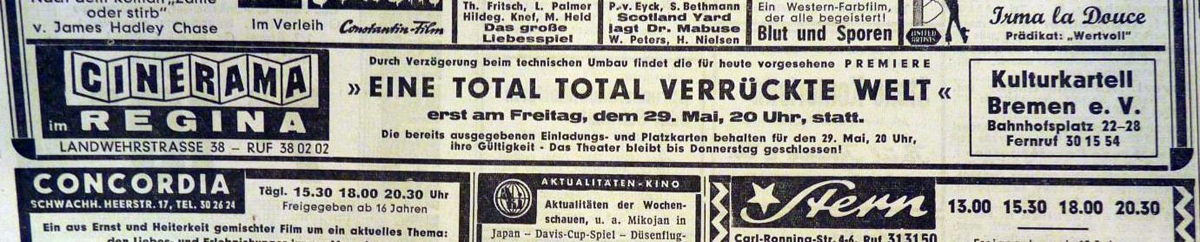 Nach dem Roman „Zahle
oder stirb"
v. James Hadley Chase
Im Verleih
Constantin-Film
Th. Fritsch, L. Palmer
Hildeg. Knef, M. Held
Das große
Liebesspiel
P. v. Eyck, S. Bethmann
Scotland Yard
jagt Dr. Mabuse
W. Peters, H. Nielsen
Ein Western-Farbfilm,
der alle begeistert!
Blut und Sporen
UNITED
ARTISTS
Irma la Douce
Prädikat: „Wertvoll"
CINERAMA
im REGINA
LANDWEHRSTRASSE 38 – RUF 38 02 02
Durch Verzögerung beim technischen Umbau findet die für heute vorgesehene PREMIERE
» EINE TOTAL TOTAL VERRÜCKTE WELT «
erst am Freitag, dem 29. Mai, 20 Uhr, statt.
Die bereits ausgegebenen Einladungs- und Platzkarten behalten für den 29. Mai, 20 Uhr,
ihre Gültigkeit - Das Theater bleibt bis Donnerstag geschlossen!
Kulturkartell
Bremen e. V.
Bahnhofsplatz 22–28
Fernruf 30 15 54
CONCORDIA
SCHWACHH. HEERSTR. 17, TEL. 30 26 24
Tägl. 15.30 18.00 20.30 Uhr
Freigegeben ab 16 Jahren
Ein aus Ernst und Heiterkeit gemischter Film um ein aktuelles Thema:
AKTUALITÄTEN-KINO
Aktualitäten der Wochen-
schauen, u. a. Mikojan in
Japan - Davis-Cup-Spiel - Düsenflug-
Stern
13.00 15.30 18.00 20.30
Carl-Ronning-Str. 4-6, Ruf 313150